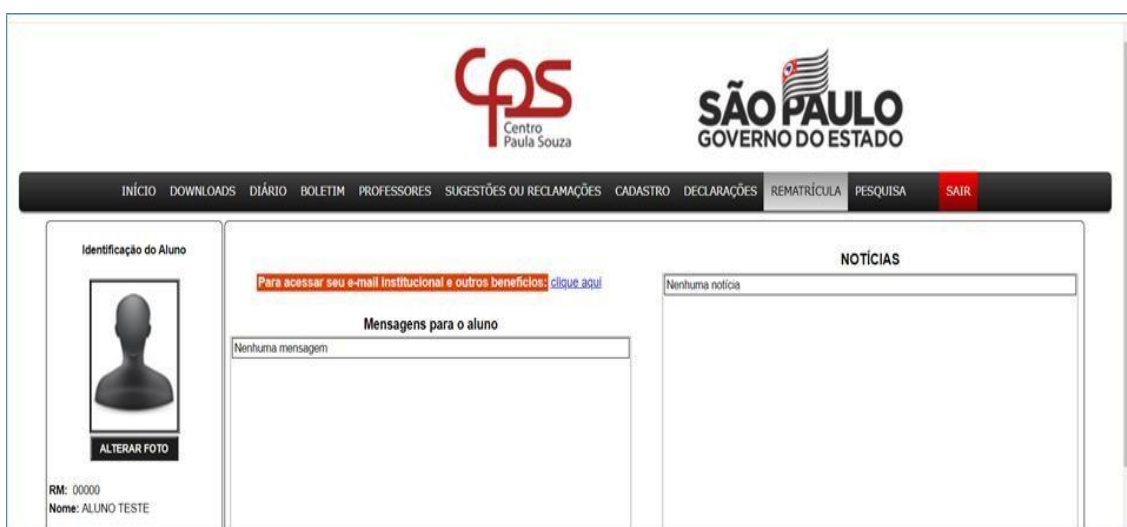 CPS
Centro
Paula Souza
SÃO PAULO
GOVERNO DO ESTADO
INÍCIO DOWNLOADS DIÁRIO BOLETIM PROFESSORES SUGESTÕES OU RECLAMAÇÕES CADASTRO DECLARAÇÕES REMATRÍCULA PESQUISA SAIR
Identificação do Aluno
ALTERAR FOTO
RM: 00000
Nome: ALUNO TESTE
Para acessar seu e-mail institucional e outros benefícios: clique aqui
Mensagens para o aluno
Nenhuma mensagem
NOTÍCIAS
Nenhuma notícia